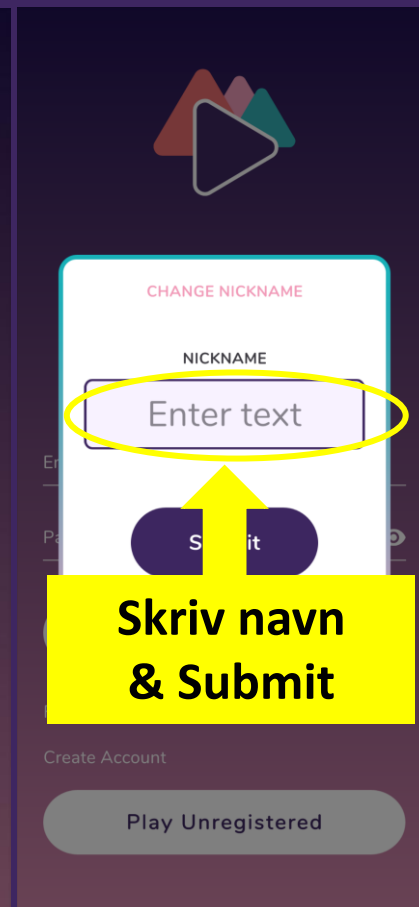 CHANGE NICKNAME
NICKNAME
Enter text
Skriv navn
& Submit
Create Account
Play Unregistered